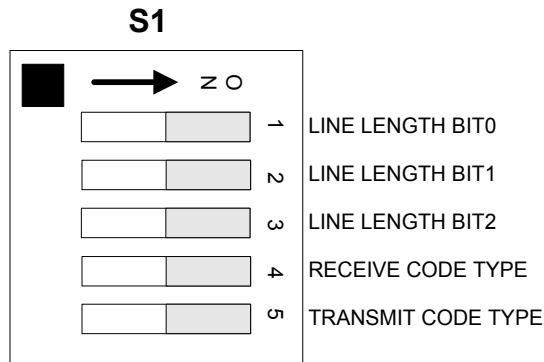 S1
ON
1 LINE LENGTH BIT0
2 LINE LENGTH BIT1
3 LINE LENGTH BIT2
4 RECEIVE CODE TYPE
5 TRANSMIT CODE TYPE